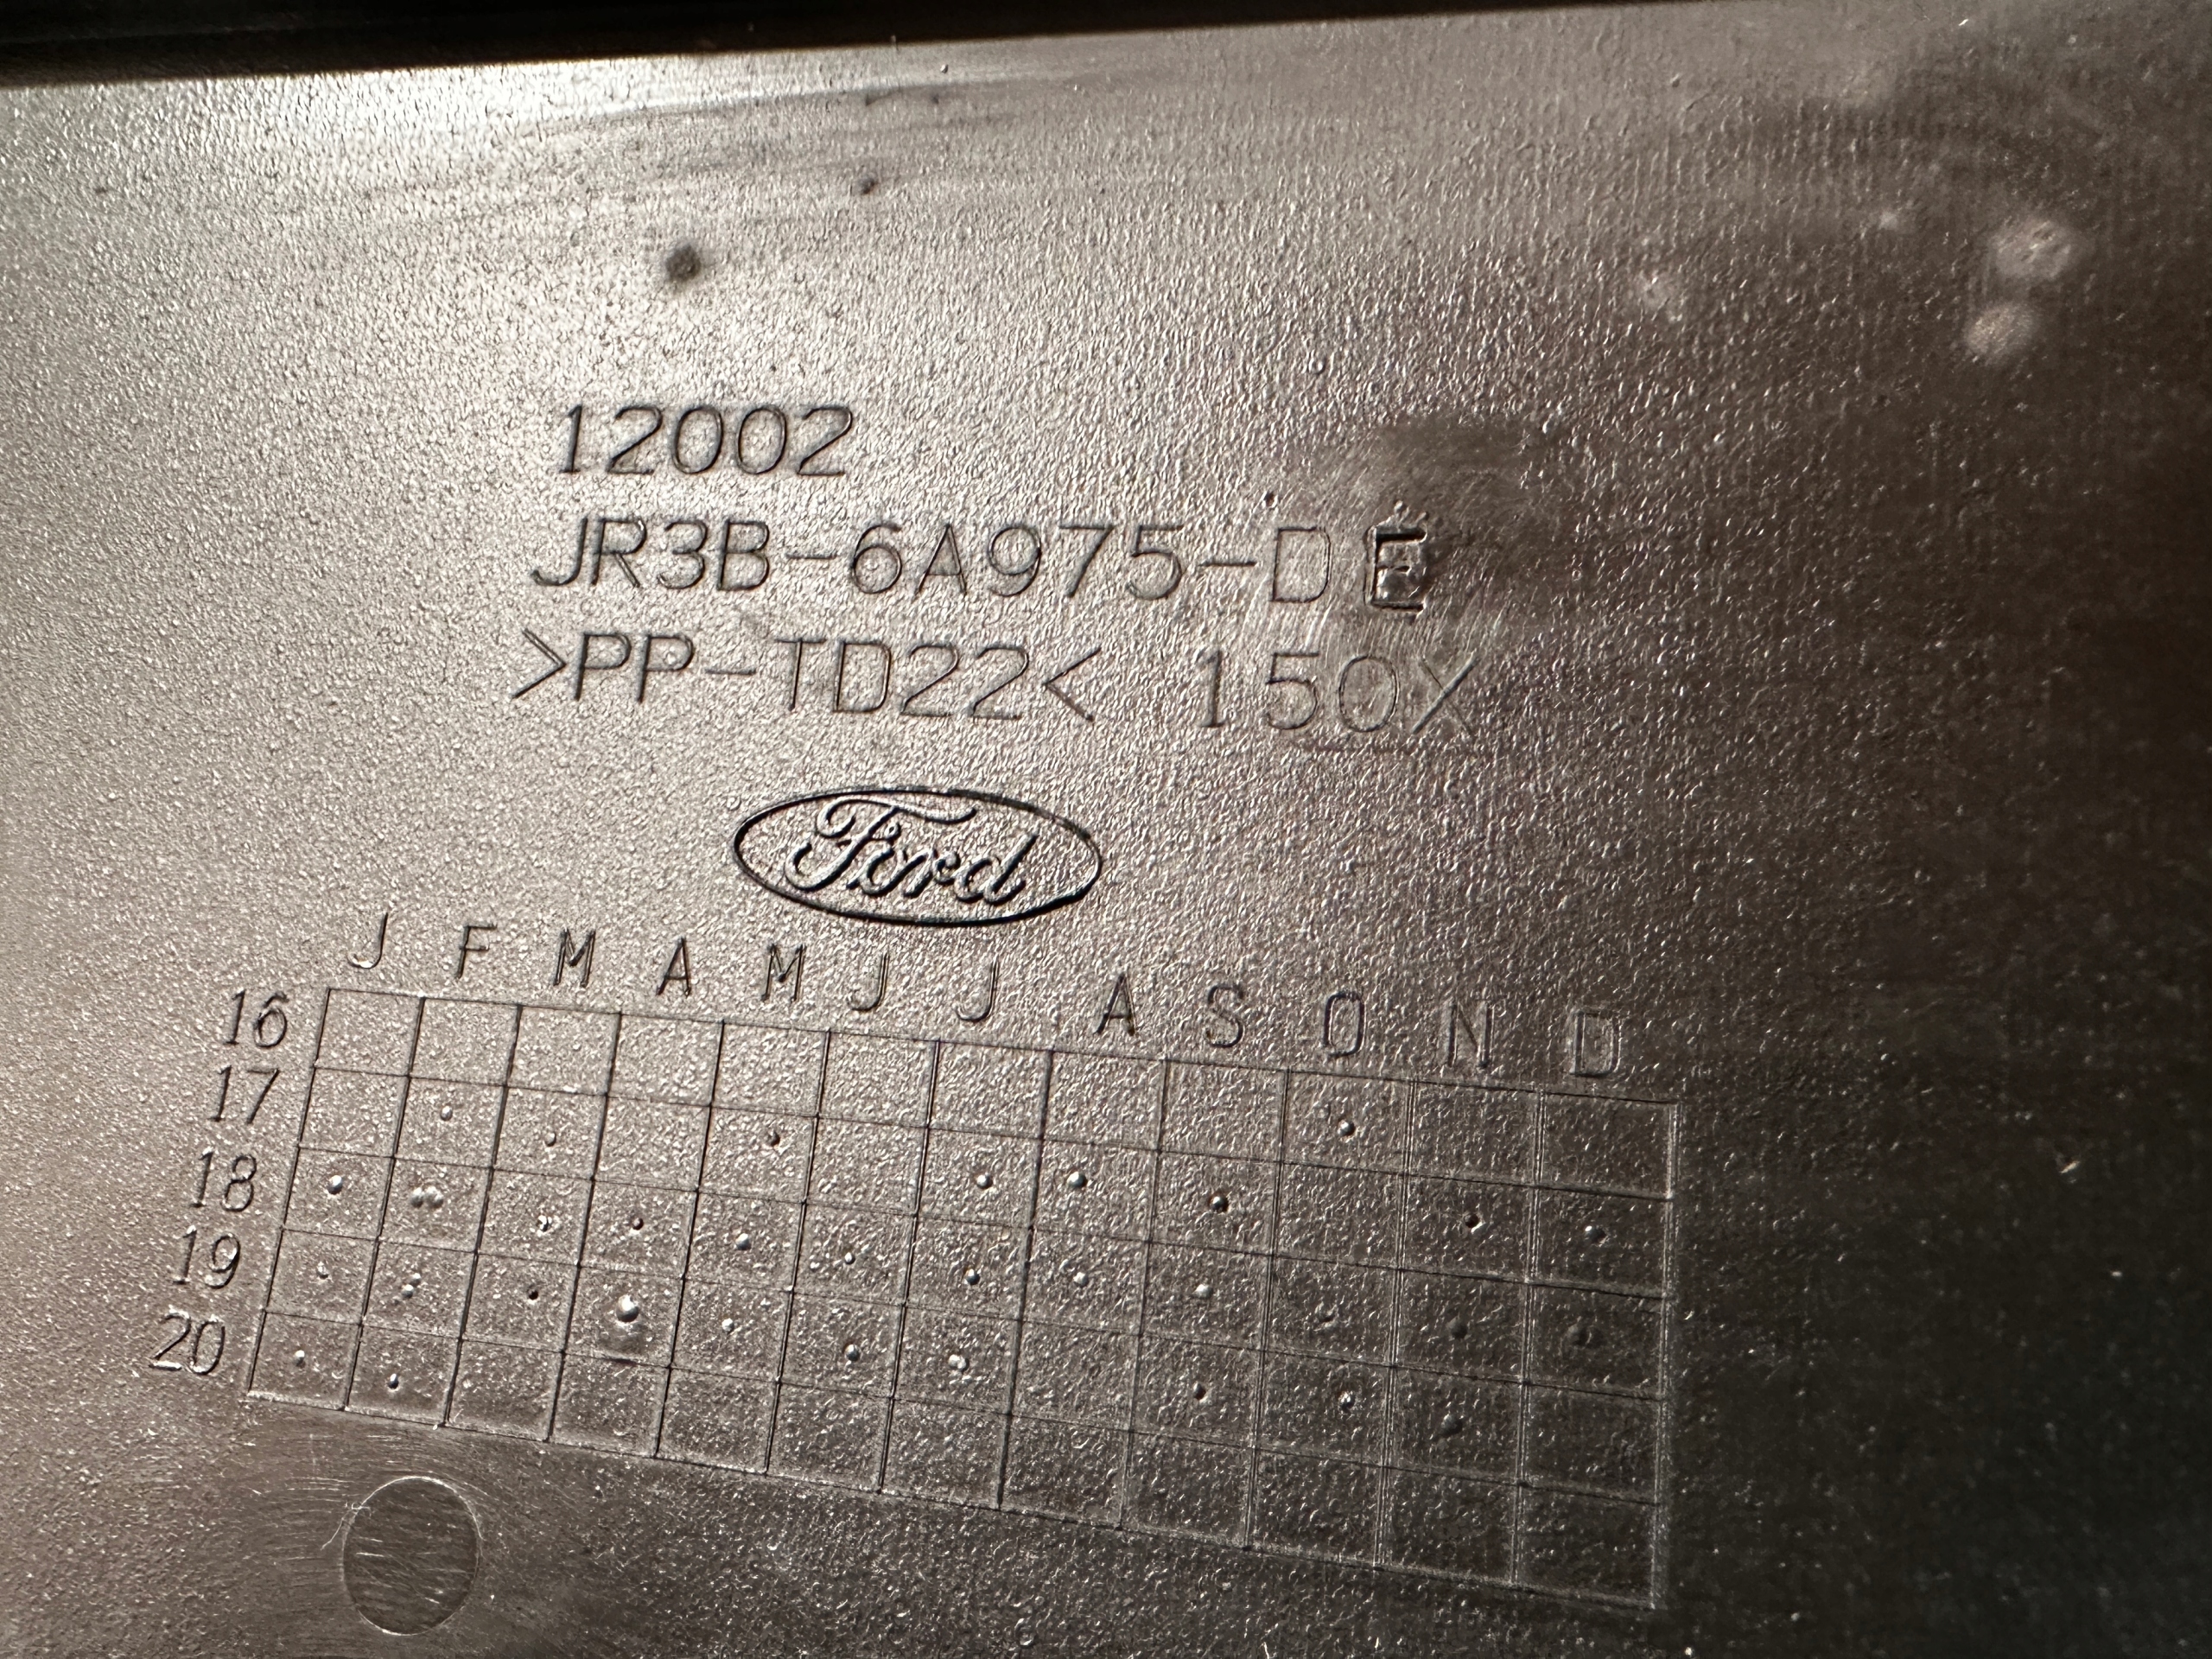 12002
JR3B-6A975-DE
>PP-TD22< 150X
Ford
J F M A M J J A S O N D
16
17
18
19
20